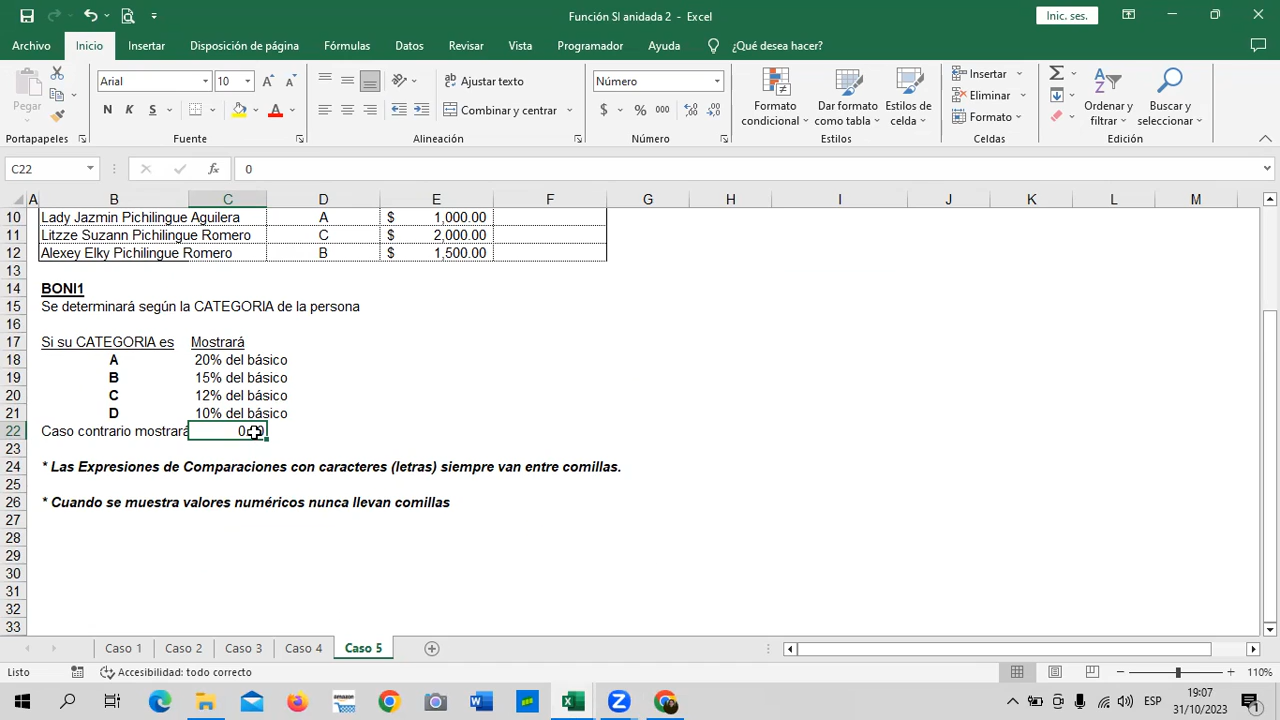 Función SI anidada 2 - Excel
Inic. ses.
Archivo Inicio Insertar Disposición de página Fórmulas Datos Revisar Vista Programador Ayuda ¿Qué desea hacer?
Pegar
Arial 10
N K S
Ajustar texto
Combinar y centrar
Número
$ % 000
Formato condicional
Dar formato como tabla
Estilos de celda
Insertar
Eliminar
Formato
Ordenar y filtrar
Buscar y seleccionar
Portapapeles Fuente Alineación Número Estilos Celdas Edición
C22 fx 0
A B C D E F G H I J K L M
10 Lady Jazmin Pichilingue Aguilera A $ 1,000.00
11 Litzze Suzann Pichilingue Romero C $ 2,000.00
12 Alexey Elky Pichilingue Romero B $ 1,500.00
13
14 BONI1
15 Se determinará según la CATEGORIA de la persona
16
17 Si su CATEGORIA es Mostrará
18 A 20% del básico
19 B 15% del básico
20 C 12% del básico
21 D 10% del básico
22 Caso contrario mostrará
23
24 * Las Expresiones de Comparaciones con caracteres (letras) siempre van entre comillas.
25
26 * Cuando se muestra valores numéricos nunca llevan comillas
27
28
29
30
31
32
33
Caso 1 Caso 2 Caso 3 Caso 4 Caso 5
Listo Accesibilidad: todo correcto 110%
ESP 19:07
31/10/2023